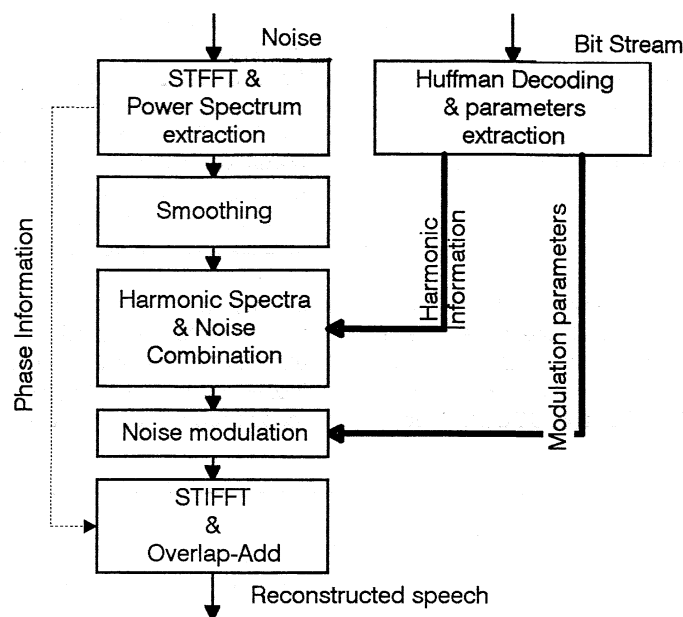 Noise
Bit Stream
STFFT &
Power Spectrum
extraction
Huffman Decoding
& parameters
extraction
Smoothing
Phase Information
Harmonic
Information
Modulation parameters
Harmonic Spectra
& Noise
Combination
Noise modulation
STIFFT
&
Overlap-Add
Reconstructed speech